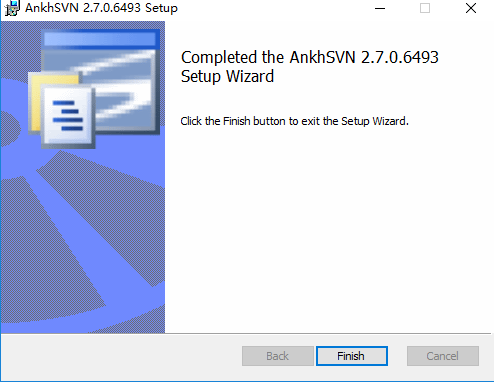 AnkhSVN 2.7.0.6493 Setup
Completed the AnkhSVN 2.7.0.6493
Setup Wizard
Click the Finish button to exit the Setup Wizard.
Back
Finish
Cancel